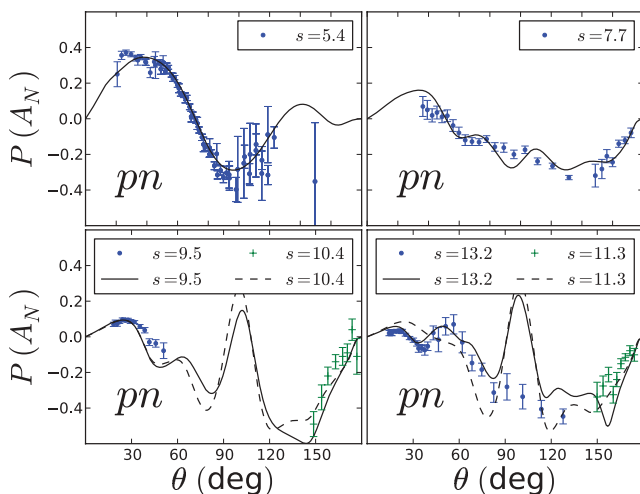 s=5.4
s=7.7
P (A_N)
0.4
0.2
0.0
−0.2
−0.4
pn
pn
s=9.5 s=10.4
s=9.5 s=10.4
s=13.2 s=11.3
s=13.2 s=11.3
P (A_N)
0.4
0.2
0.0
−0.2
−0.4
pn
pn
30 60 90 120 150
30 60 90 120 150
θ (deg)
θ (deg)